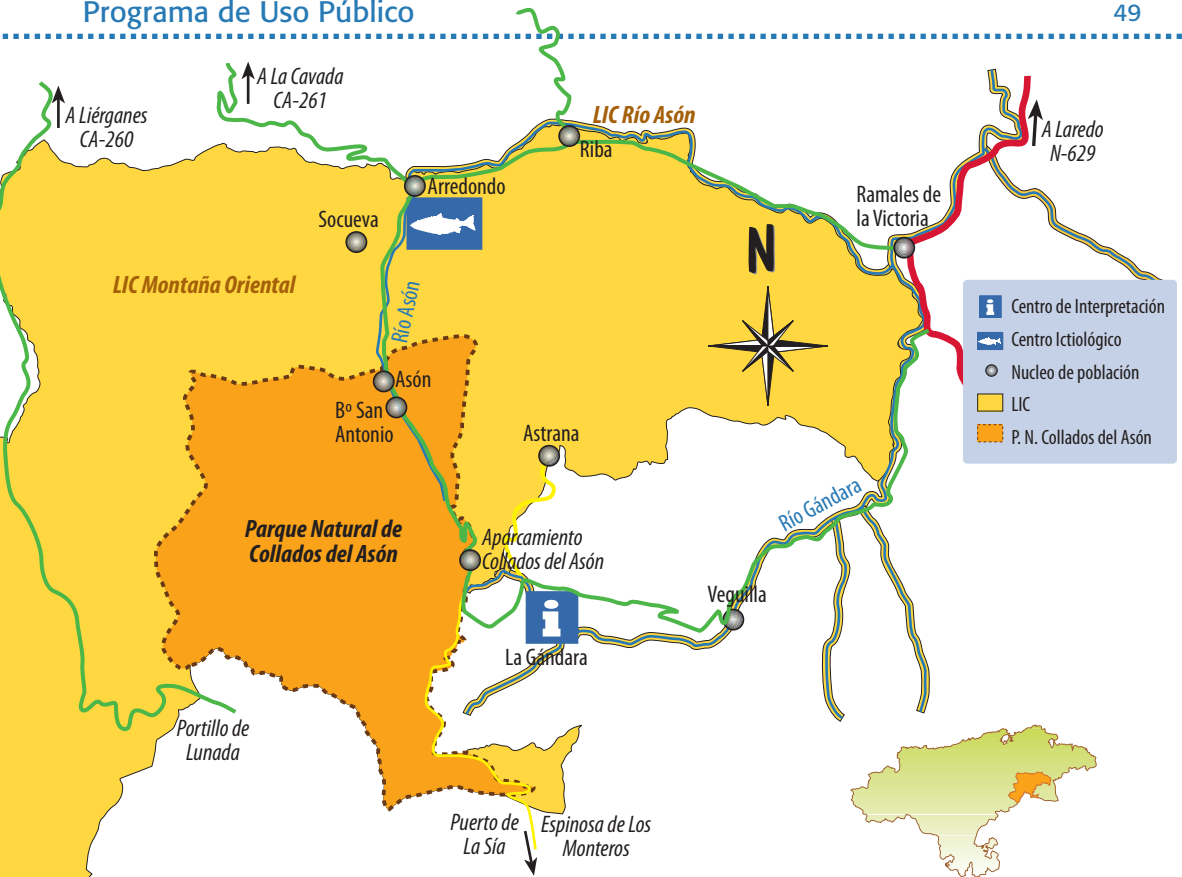 Programa de Uso Público
49
A Liérganes
CA-260
A La Cavada
CA-261
LIC Río Asón
Riba
A Laredo
N-629
Arredondo
Ramales de
la Victoria
Socueva
N
LIC Montaña Oriental
Río Asón
Centro de Interpretación
Centro Ictiológico
Nucleo de población
LIC
P. N. Collados del Asón
Asón
Bº San
Antonio
Astrana
Río Gándara
Parque Natural de
Collados del Asón
Aparcamiento
Collados del Asón
Veguilla
i
La Gándara
Portillo de
Lunada
Puerto de
La Sía
Espinosa de Los
Monteros